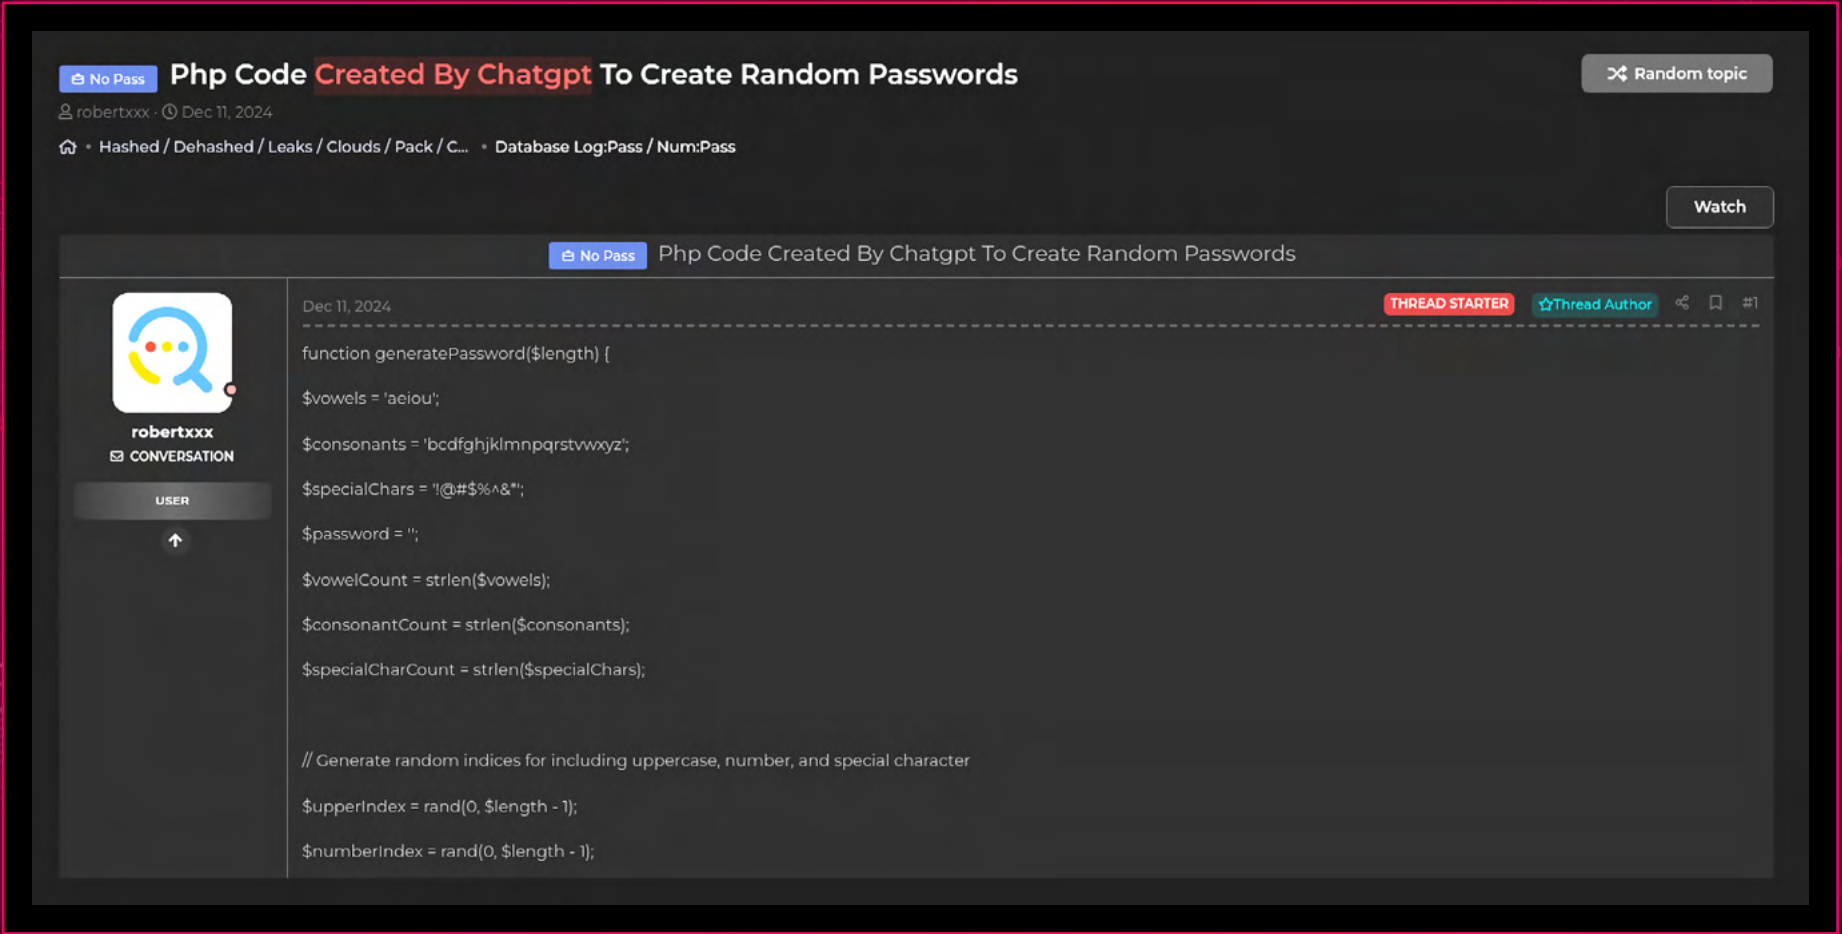 No Pass Php Code Created By Chatgpt To Create Random Passwords
Random topic
robertxxx · Dec 11, 2024
Hashed / Dehashed / Leaks / Clouds / Pack / C... • Database Log:Pass / Num:Pass
Watch
No Pass Php Code Created By Chatgpt To Create Random Passwords
robertxxx
CONVERSATION
USER
Dec 11, 2024
THREAD STARTER
Thread Author
#1
function generatePassword($length) {
$vowels = 'aeiou';
$consonants = 'bcdfghjklmnpqrstvwxyz';
$specialChars = '!@#$%^&*';
$password = '';
$vowelCount = strlen($vowels);
$consonantCount = strlen($consonants);
$specialCharCount = strlen($specialChars);
// Generate random indices for including uppercase, number, and special character
$upperIndex = rand(0, $length - 1);
$numberIndex = rand(0, $length - 1);